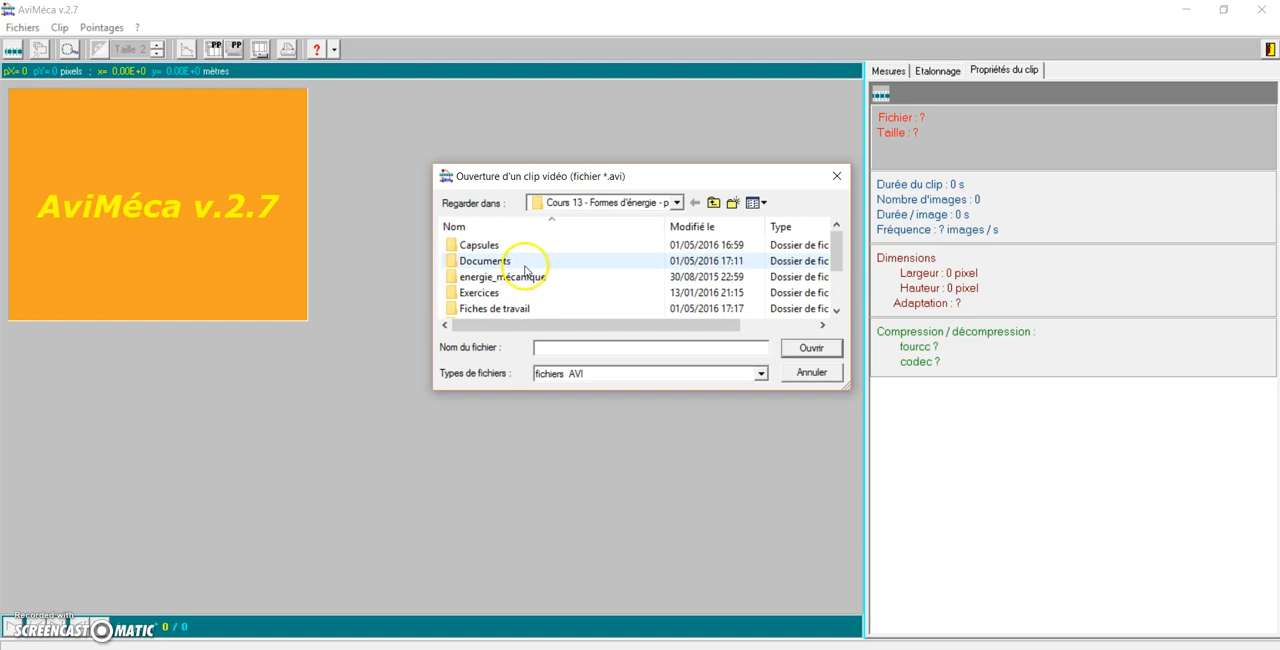 AviMéca v.2.7
Fichiers Clip Pointages ?
Taille 2 PP PP ?
pX= 0 pY= 0 pixels ; x= 0.00E+0 y= 0.00E+0 mètres
AviMéca v.2.7
Ouverture d'un clip vidéo (fichier *.avi)
Regarder dans : Cours 13 - Formes d'énergie - p
Nom Modifié le Type
Capsules 01/05/2016 16:59 Dossier de fic
Documents 01/05/2016 17:11 Dossier de fic
energie_mécanique 30/08/2015 22:59 Dossier de fic
Exercices 13/01/2016 21:15 Dossier de fic
Fiches de travail 01/05/2016 17:17 Dossier de fic
Nom du fichier : Ouvrir
Types de fichiers : fichiers AVI Annuler
Mesures Etalonnage Propriétés du clip
Fichier : ?
Taille : ?
Durée du clip : 0 s
Nombre d'images : 0
Durée / image : 0 s
Fréquence : ? images / s
Dimensions
Largeur : 0 pixel
Hauteur : 0 pixel
Adaptation : ?
Compression / décompression :
fourcc ?
codec ?
Recorded with
SCREENCAST MATIC
* 0 / 0